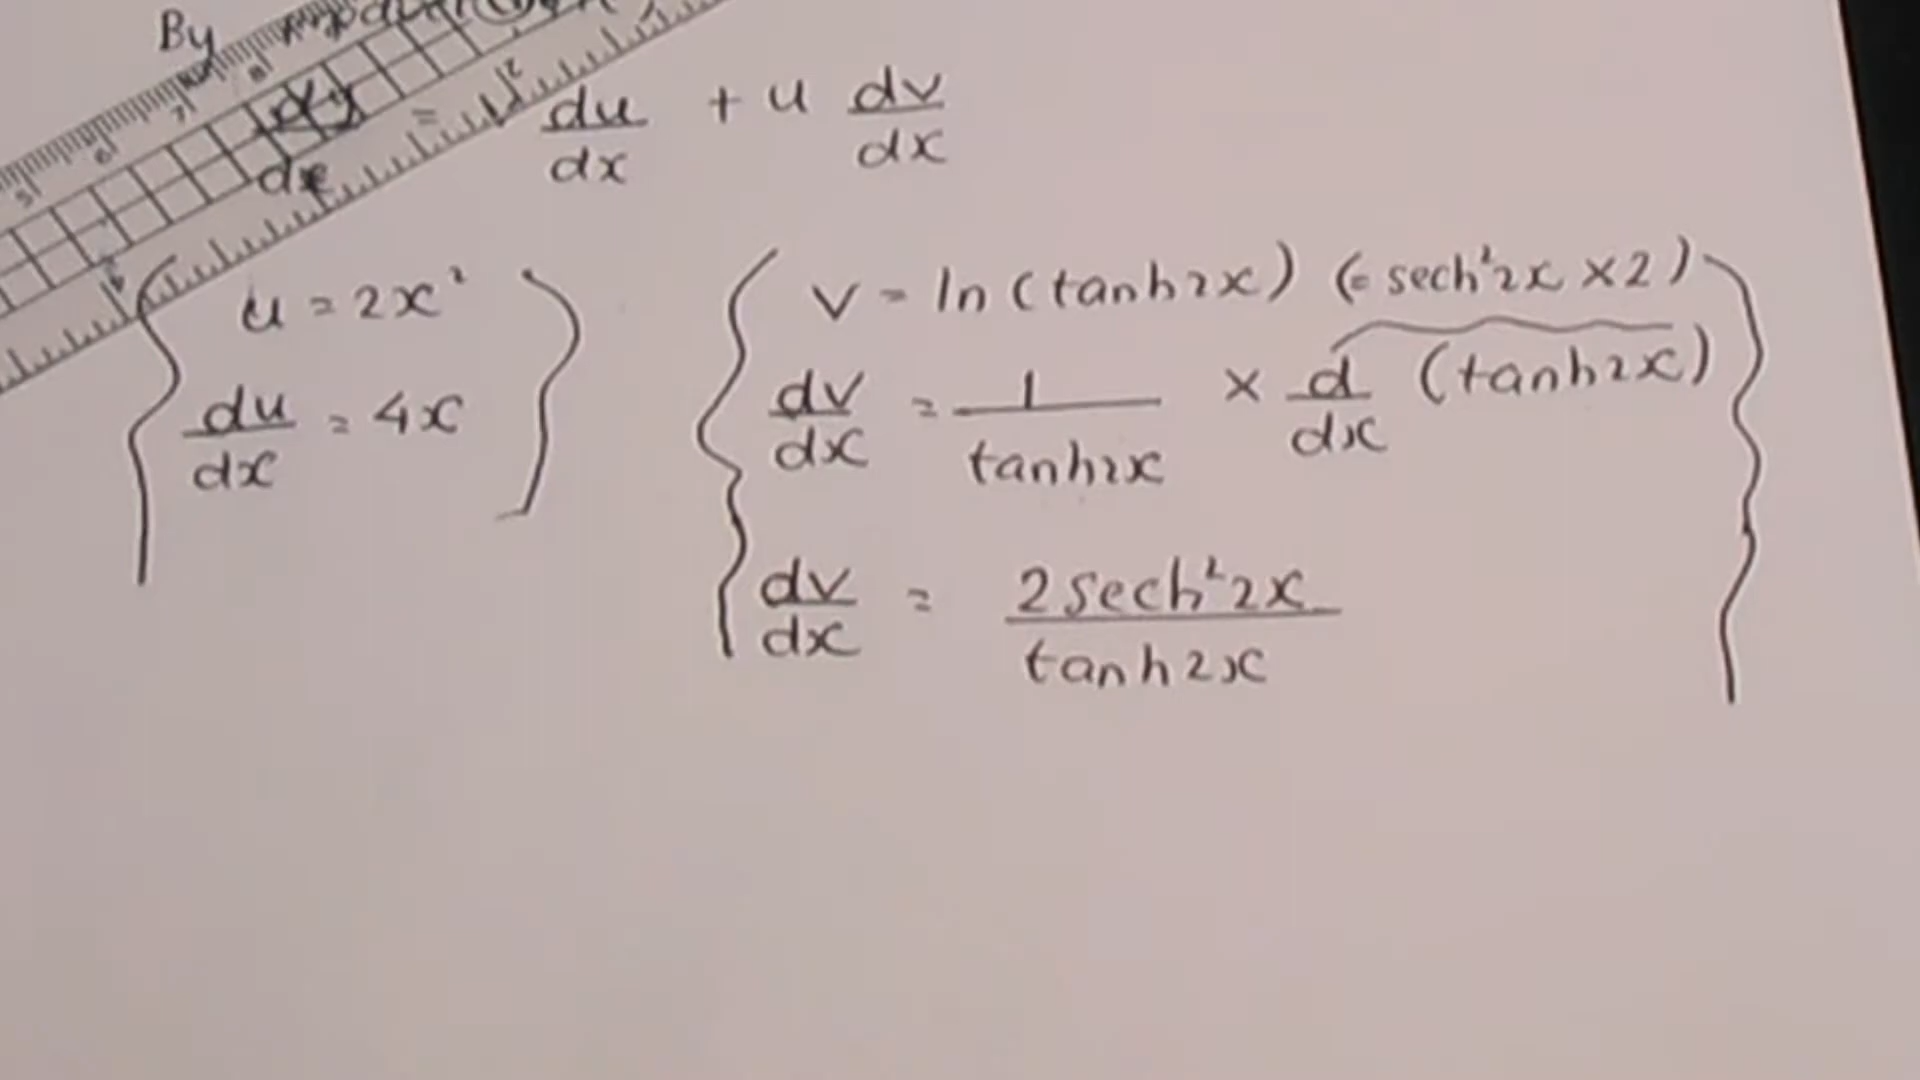 By
dy/dx = v du/dx + u dv/dx
u = 2x²
du/dx = 4x
v = ln(tanh2x) (= sech²2x × 2)
dv/dx = 1/tanh2x × d/dx (tanh2x)
dv/dx = 2sech²2x/tanh2x